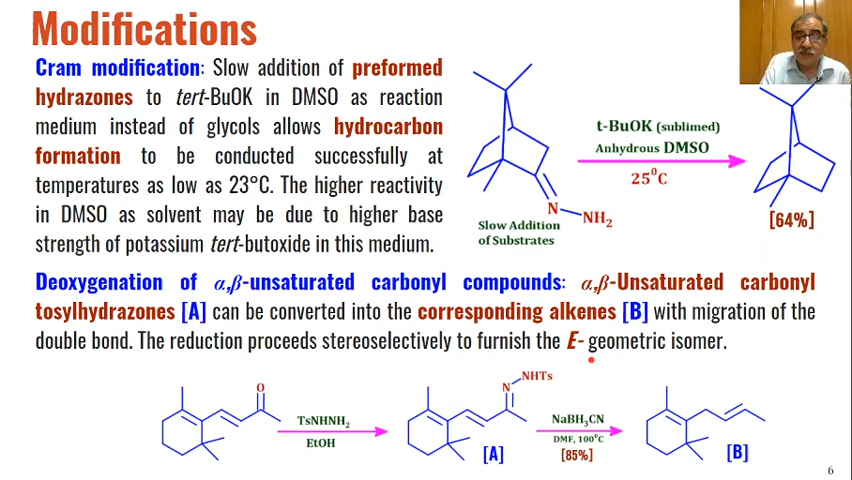 Modifications
Cram modification: Slow addition of preformed
hydrazones to tert-BuOK in DMSO as reaction
medium instead of glycols allows hydrocarbon
formation to be conducted successfully at
temperatures as low as 23°C. The higher reactivity
in DMSO as solvent may be due to higher base
strength of potassium tert-butoxide in this medium.
N
NH₂
Slow Addition
of Substrates
t-BuOK (sublimed)
Anhydrous DMSO
25⁰C
[64%]
Deoxygenation of α,β-unsaturated carbonyl compounds: α,β-Unsaturated carbonyl
tosylhydrazones [A] can be converted into the corresponding alkenes [B] with migration of the
double bond. The reduction proceeds stereoselectively to furnish the E- geometric isomer.
O
TsNHNH₂
EtOH
N
NHTs
[A]
NaBH₃CN
DMF, 100⁰C
[85%]
[B]
6